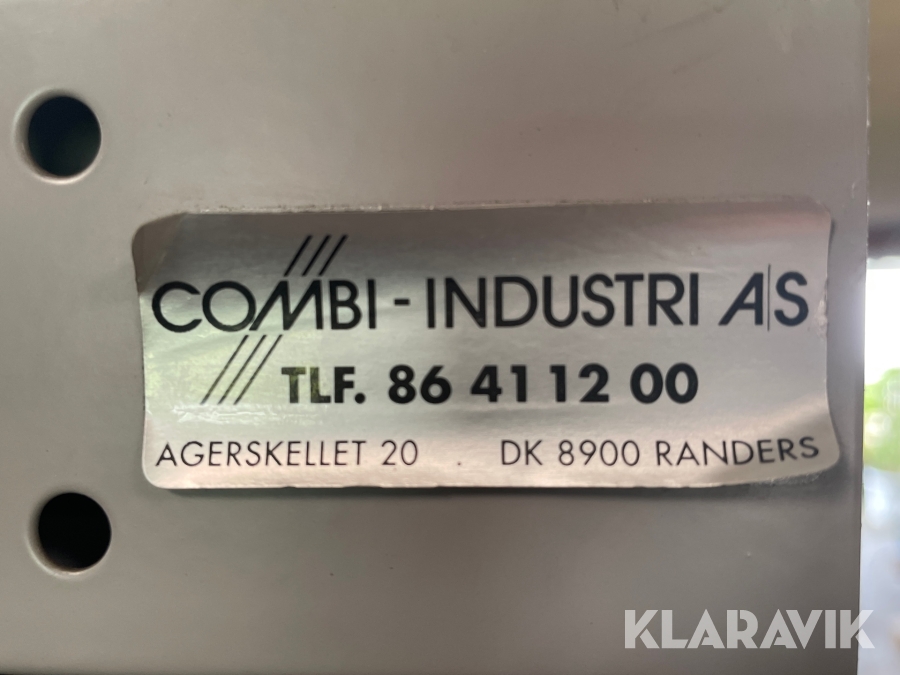 COMBI - INDUSTRI A/S
TLF. 86 41 12 00
AGERSKELLET 20 . DK 8900 RANDERS
KLARAVIK